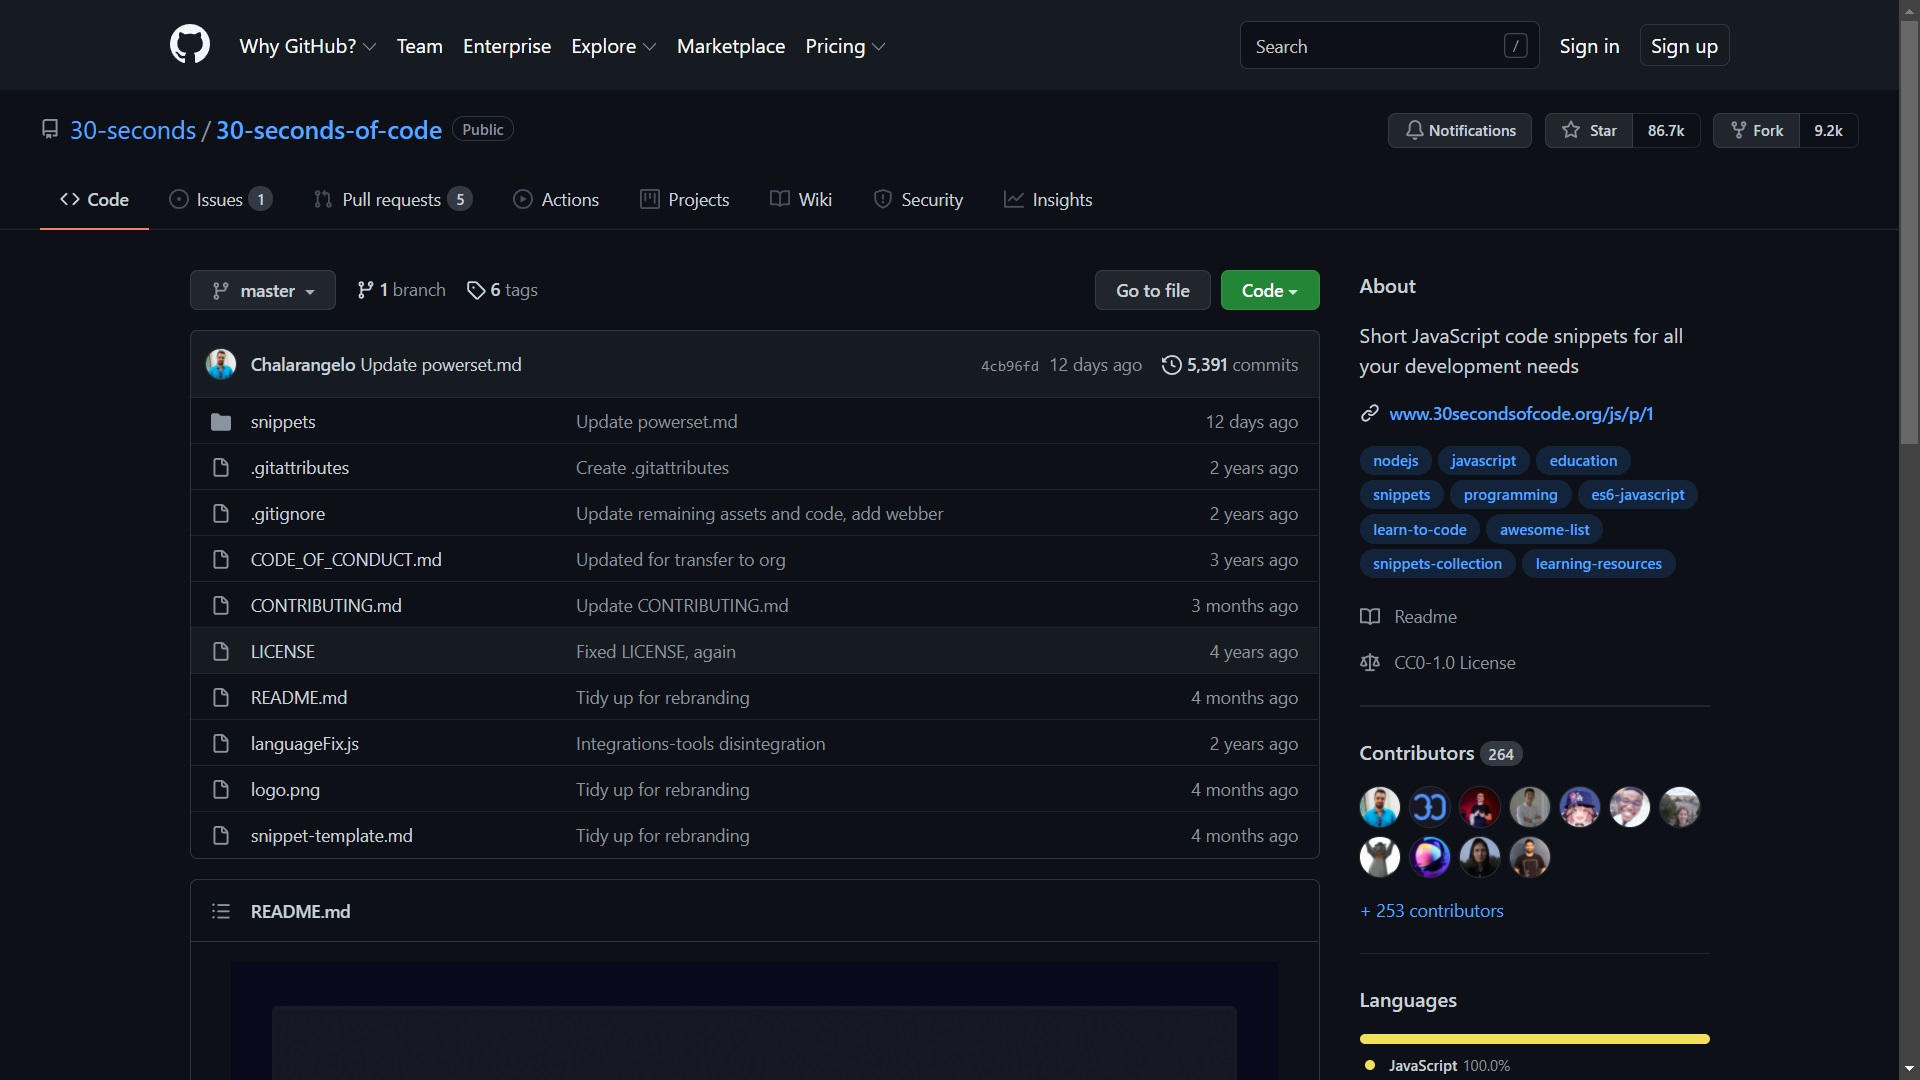 Why GitHub? Team Enterprise Explore Marketplace Pricing Search / Sign in Sign up
30-seconds / 30-seconds-of-code Public Notifications Star 86.7k Fork 9.2k
Code Issues 1 Pull requests 5 Actions Projects Wiki Security Insights
master 1 branch 6 tags Go to file Code
Chalarangelo Update powerset.md 4cb96fd 12 days ago 5,391 commits
snippets Update powerset.md 12 days ago
.gitattributes Create .gitattributes 2 years ago
.gitignore Update remaining assets and code, add webber 2 years ago
CODE_OF_CONDUCT.md Updated for transfer to org 3 years ago
CONTRIBUTING.md Update CONTRIBUTING.md 3 months ago
LICENSE Fixed LICENSE, again 4 years ago
README.md Tidy up for rebranding 4 months ago
languageFix.js Integrations-tools disintegration 2 years ago
logo.png Tidy up for rebranding 4 months ago
snippet-template.md Tidy up for rebranding 4 months ago
README.md
About
Short JavaScript code snippets for all
your development needs
www.30secondsofcode.org/js/p/1
nodejs javascript education
snippets programming es6-javascript
learn-to-code awesome-list
snippets-collection learning-resources
Readme
CC0-1.0 License
Contributors 264
+ 253 contributors
Languages
JavaScript 100.0%